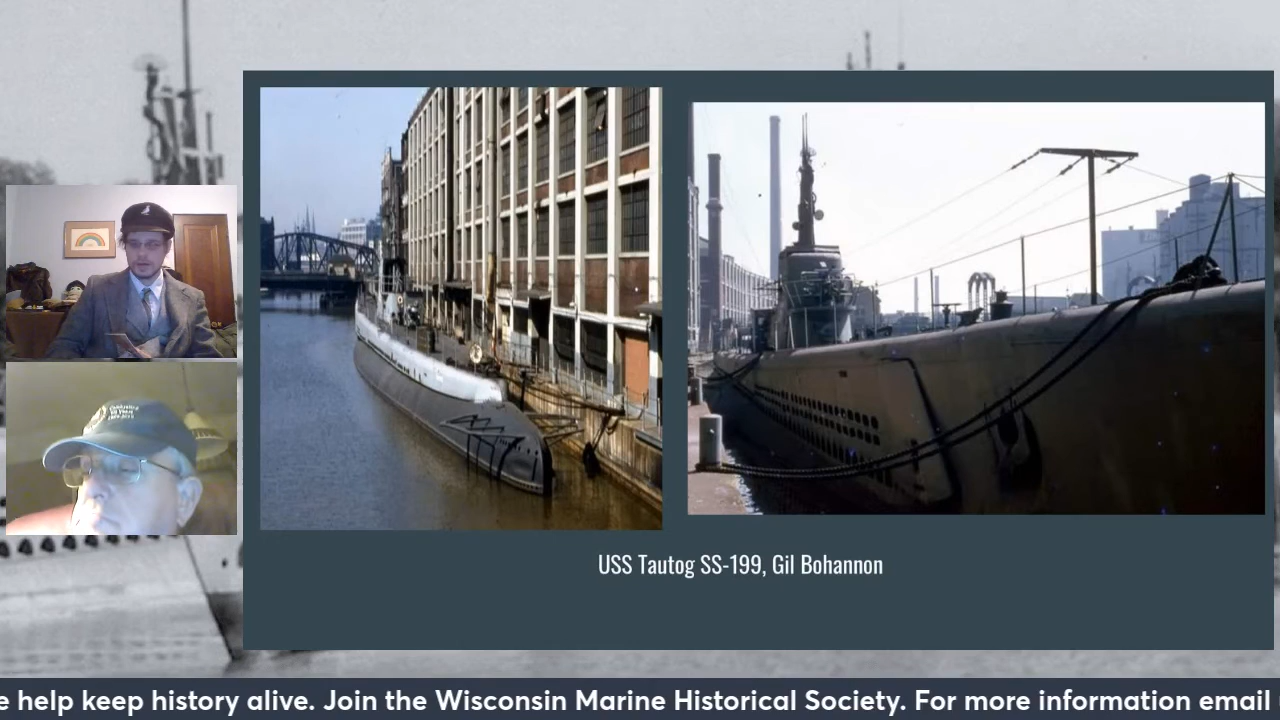 USS Tautog SS-199, Gil Bohannon
e help keep history alive. Join the Wisconsin Marine Historical Society. For more information email